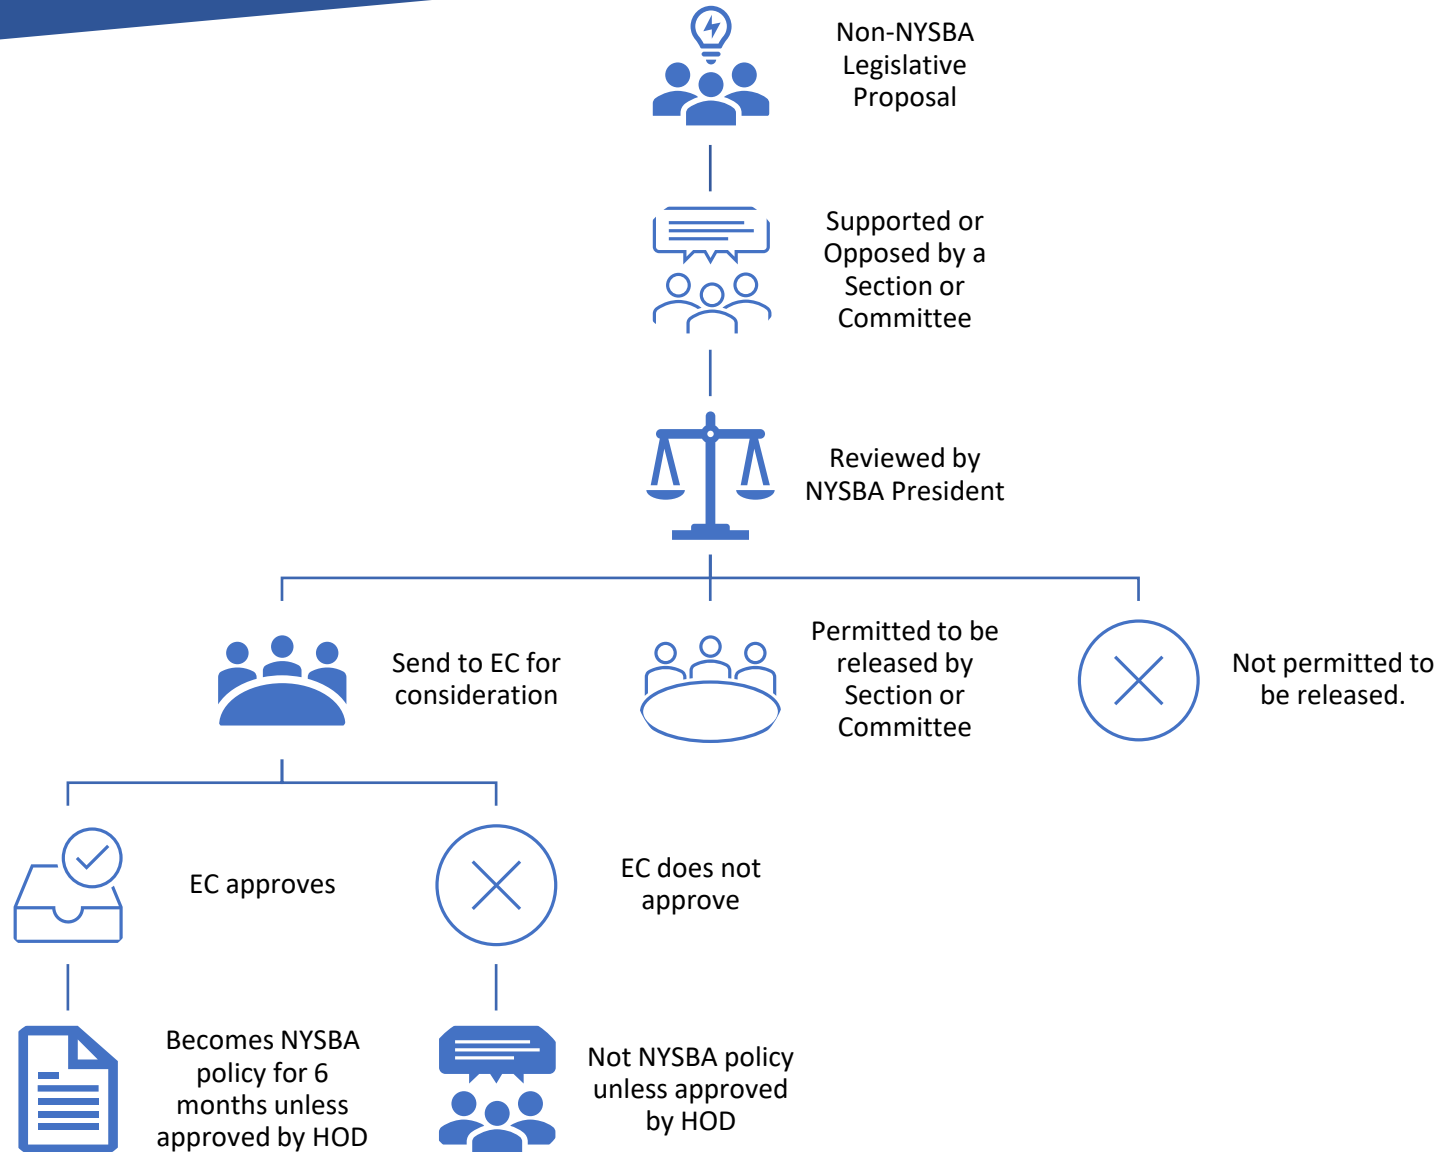 Non-NYSBA
Legislative
Proposal
Supported or
Opposed by a
Section or
Committee
Reviewed by
NYSBA President
Send to EC for
consideration
Permitted to be
released by
Section or
Committee
Not permitted to
be released.
EC approves
EC does not
approve
Becomes NYSBA
policy for 6
months unless
approved by HOD
Not NYSBA policy
unless approved
by HOD